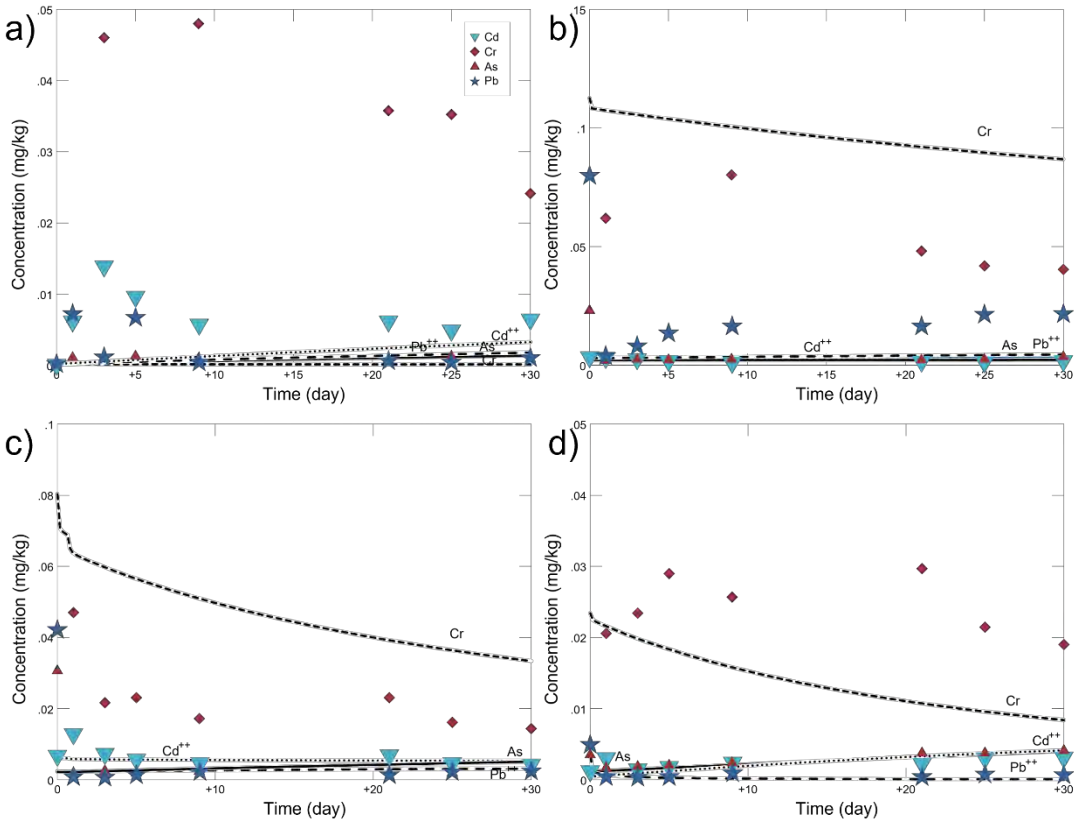 a)
.05
.04
.03
.02
.01
0
Concentration (mg/kg)
Cd
Cr
As
Pb
Cd++
Pb++
As
Cr
0
+5
+10
+20
+25
+30
Time (day)
b)
.15
.1
.05
0
Concentration (mg/kg)
Cr
Cd++
As
Pb++
0
+5
+10
+20
+25
+30
Time (day)
c)
.1
.08
.06
.04
.02
0
Concentration (mg/kg)
Cr
Cd++
As
Pb++
0
+10
+20
+30
Time (day)
d)
.05
.04
.03
.02
.01
0
Concentration (mg/kg)
Cr
As
Cd++
Pb++
0
+10
+20
+30
Time (day)